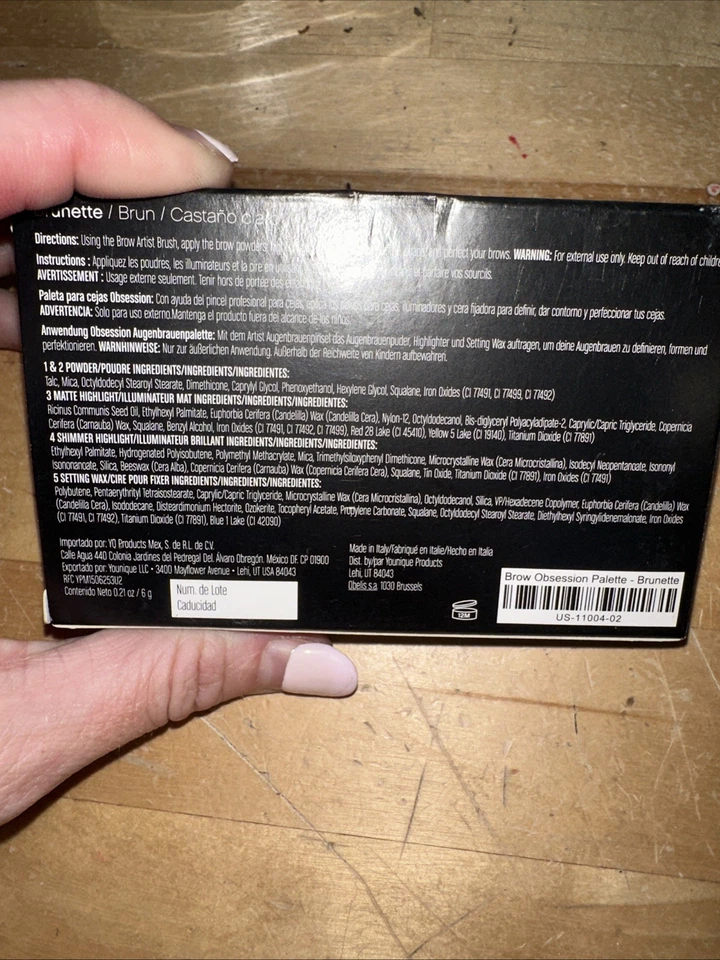 unette / Brun / Castaño
Directions: Using the Brow Artist Brush, apply the brow powders, perfect your brows. WARNING: For external use only. Keep out of reach of childre
Instructions : Appliquez les poudres, les illuminateurs et la cire en parfaire vos sourcils.
AVERTISSEMENT : Usage externe seulement. Tenir hors de portée des
Paleta para cejas Obsession: Con ayuda del pincel profesional para cejas, aplica cejas, iluminadores y cera fijadora para definir, dar contorno y perfeccionar tus cejas.
ADVERTENCIA: Solo para uso externo.Mantenga el producto fuera del alcance de los niños.
Anwendung Obsession Augenbrauenpalette: Mit dem Artist Augenbrauenpinsel das Augenbrauenpuder, Highlighter und Setting Wax auftragen, um deine Augenbrauen zu definieren, formen und
perfektionieren. WARNHINWEISE: Nur zur äußerlichen Anwendung. Außerhalb der Reichweite von Kindern aufbewahren.
1 & 2 POWDER/POUDRE INGREDIENTS/INGRÉDIENTS/INGREDIENTES:
Talc, Mica, Octyldodecyl Stearoyl Stearate, Dimethicone, Caprylyl Glycol, Phenoxyethanol, Hexylene Glycol, Squalane, Iron Oxides (CI 77491, CI 77499, CI 77492)
3 MATTE HIGHLIGHT/ILLUMINATEUR MAT INGREDIENTS/INGRÉDIENTS/INGREDIENTES:
Ricinus Communis Seed Oil, Ethylhexyl Palmitate, Euphorbia Cerifera (Candelilla) Wax (Candelilla Cera), Nylon-12, Octyldodecanol, Bis-diglyceryl Polyacyladipate-2, Caprylic/Capric Triglyceride, Copernicia
Cerifera (Carnauba) Wax, Squalane, Benzyl Alcohol, Iron Oxides (CI 77491, CI 77492, CI 77499), Red 28 Lake (CI 45410), Yellow 5 Lake (CI 19140), Titanium Dioxide (CI 77891)
4 SHIMMER HIGHLIGHT/ILLUMINATEUR BRILLANT INGREDIENTS/INGRÉDIENTS/INGREDIENTES:
Ethylhexyl Palmitate, Hydrogenated Polyisobutene, Polymethyl Methacrylate, Mica, Trimethylsiloxyphenyl Dimethicone, Microcrystalline Wax (Cera Microcristallina), Isodecyl Neopentanoate, Isononyl
Isononanoate, Silica, Beeswax (Cera Alba), Copernicia Cerifera (Carnauba) Wax (Copernicia Cerifera Cera), Squalane, Tin Oxide, Titanium Dioxide (CI 77891), Iron Oxides (CI 77491)
5 SETTING WAX/CIRE POUR FIXER INGREDIENTS/INGRÉDIENTS/INGREDIENTES:
Polybutene, Pentaerythrityl Tetraisostearate, Caprylic/Capric Triglyceride, Microcrystalline Wax (Cera Microcristallina), Octyldodecanol, Silica, VP/Hexadecene Copolymer, Euphorbia Cerifera (Candelilla) Wax
(Candelilla Cera), Isododecane, Disteardimonium Hectorite, Ozokerite, Tocopheryl Acetate, Propylene Carbonate, Squalane, Octyldodecyl Stearoyl Stearate, Diethylhexyl Syringylidenemalonate, Iron Oxides
(CI 77491, CI 77492), Titanium Dioxide (CI 77891), Blue 1 Lake (CI 42090)
Importado por: YQ Products Mex, S. de R.L. de C.V.
Calle Agua 440 Colonia Jardines del Pedregal Del. Álvaro Obregón. México DF CP 01900
Exportado por: Younique LLC • 3400 Mayflower Avenue • Lehi, UT USA 84043
RFC YPM1506253U2
Contenido Neto 0.21 oz / 6 g
Num. de Lote
Caducidad
Made in Italy/Fabriqué en Italie/Hecho en Italia
Dist. by/par Younique Products
Lehi, UT 84043
Obelis s.a. 1030 Brussels
12M
Brow Obsession Palette - Brunette
US-11004-02